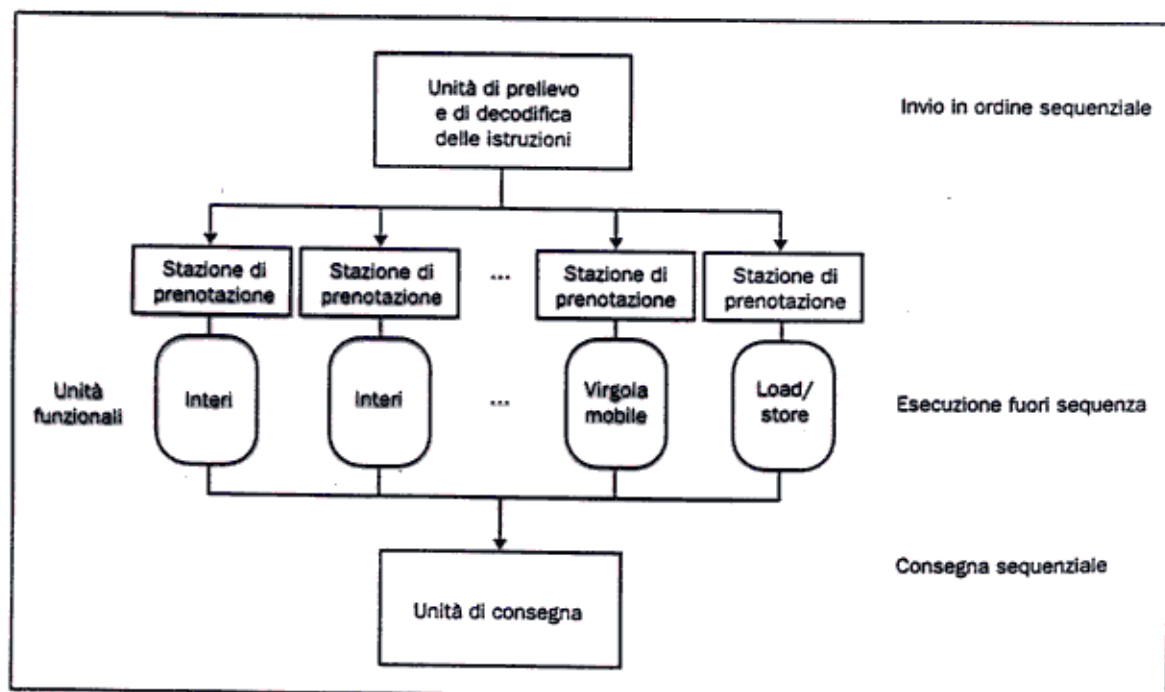 Unità di prelievo
e di decodifica
delle istruzioni
Invio in ordine sequenziale
Stazione di
prenotazione
Stazione di
prenotazione
...
Stazione di
prenotazione
Stazione di
prenotazione
Unità
funzionali
Interi
Interi
...
Virgola
mobile
Load/
store
Esecuzione fuori sequenza
Unità di consegna
Consegna sequenziale